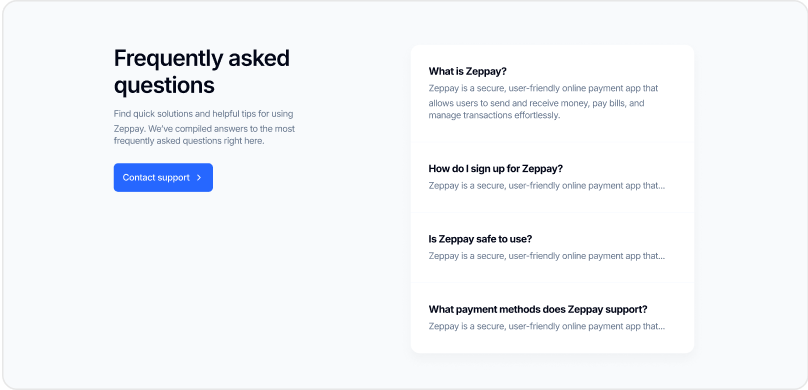 Frequently asked
questions
Find quick solutions and helpful tips for using
Zeppay. We've compiled answers to the most
frequently asked questions right here.
Contact support
What is Zeppay?
Zeppay is a secure, user-friendly online payment app that
allows users to send and receive money, pay bills, and
manage transactions effortlessly.
How do I sign up for Zeppay?
Zeppay is a secure, user-friendly online payment app that...
Is Zeppay safe to use?
Zeppay is a secure, user-friendly online payment app that...
What payment methods does Zeppay support?
Zeppay is a secure, user-friendly online payment app that...